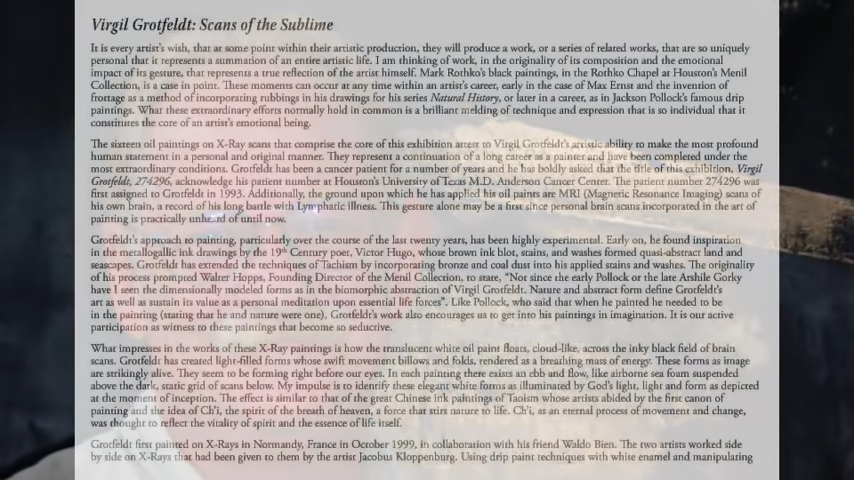 Virgil Grotfeldt: Scans of the Sublime
It is every artist's wish, that at some point within their artistic production, they will produce a work, or a series of related works, that are so uniquely
personal that it represents a summation of an entire artistic life. I am thinking of work, in the originality of its composition and the emotional
impact of its gesture, that represents a true reflection of the artist himself. Mark Rothko's black paintings, in the Rothko Chapel at Houston's Menil
Collection, is a case in point. These moments can occur at any time within an artist's career, early in the case of Max Ernst and the invention of
frottage as a method of incorporating rubbings in his drawings for his series Natural History, or later in a career, as in Jackson Pollock's famous drip
paintings. What these extraordinary efforts normally hold in common is a brilliant melding of technique and expression that is so individual that it
constitutes the core of an artist's emotional being.
The sixteen oil paintings on X-Ray scans that comprise the core of this exhibition attest to Virgil Grotfeldt's artistic ability to make the most profound
human statement in a personal and original manner. They represent a continuation of a long career as a painter and have been completed under the
most extraordinary conditions. Grotfeldt has been a cancer patient for a number of years and he has boldly asked that the title of this exhibition, Virgil
Grotfeldt, 274296, acknowledge his patient number at Houston's University of Texas M.D. Anderson Cancer Center. The patient number 274296 was
first assigned to Grotfeldt in 1993. Additionally, the ground upon which he has applied his oil paints are MRI (Magnetic Resonance Imaging) scans of
his own brain, a record of his long battle with Lymphatic illness. This gesture alone may be a first since personal brain scans incorporated in the art of
painting is practically unheard of until now.
Grotfeldt's approach to painting, particularly over the course of the last twenty years, has been highly experimental. Early on, he found inspiration
in the metallogallic ink drawings by the 19th Century poet, Victor Hugo, whose brown ink blot, stains, and washes formed quasi-abstract land and
seascapes. Grotfeldt has extended the techniques of Tachism by incorporating bronze and coal dust into his applied stains and washes. The originality
of his process prompted Walter Hopps, Founding Director of the Menil Collection, to state, "Not since the early Pollock or the late Arshile Gorky
have I seen the dimensionally modeled forms as in the biomorphic abstraction of Virgil Grotfeldt. Nature and abstract form define Grotfeldt's
art as well as sustain its value as a personal meditation upon essential life forces". Like Pollock, who said that when he painted he needed to be
in the painting (stating that he and nature were one), Grotfeldt's work also encourages us to get into his paintings in imagination. It is our active
participation as witness to these paintings that become so seductive.
What impresses in the works of these X-Ray paintings is how the translucent white oil paint floats, cloud-like, across the inky black field of brain
scans. Grotfeldt has created light-filled forms whose swift movement billows and folds, rendered as a breathing mass of energy. These forms as image
are strikingly alive. They seem to be forming right before our eyes. In each painting there exists an ebb and flow, like airborne sea foam suspended
above the dark, static grid of scans below. My impulse is to identify these elegant white forms as illuminated by God's light, light and form as depicted
at the moment of inception. The effect is similar to that of the great Chinese ink paintings of Taoism whose artists abided by the first canon of
painting and the idea of Ch'i, the spirit of the breath of heaven, a force that stirs nature to life. Ch'i, as an eternal process of movement and change,
was thought to reflect the vitality of spirit and the essence of life itself.
Grotfeldt first painted on X-Rays in Normandy, France in October 1999, in collaboration with his friend Waldo Bien. The two artists worked side
by side on X-Rays that had been given to them by the artist Jacobus Kloppenburg. Using drip paint techniques with white enamel and manipulating